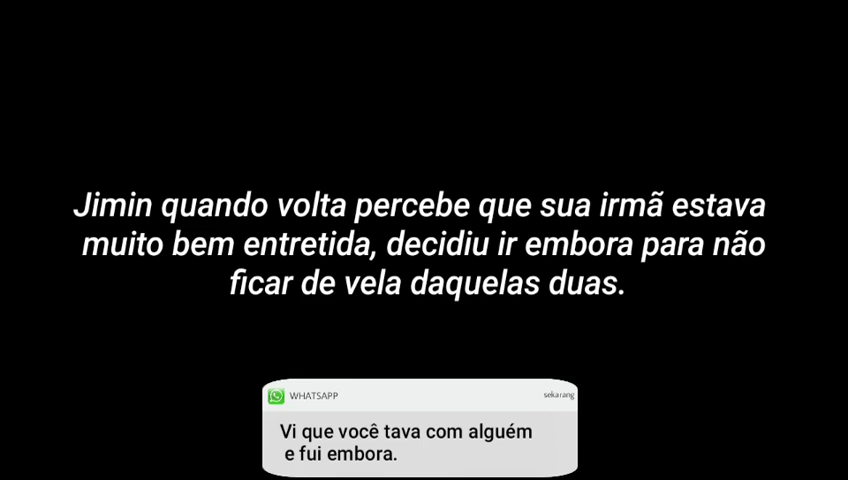 Jimin quando volta percebe que sua irmã estava
muito bem entretida, decidiu ir embora para não
ficar de vela daquelas duas.
WHATSAPP sekarang
Vi que você tava com alguém
e fui embora.